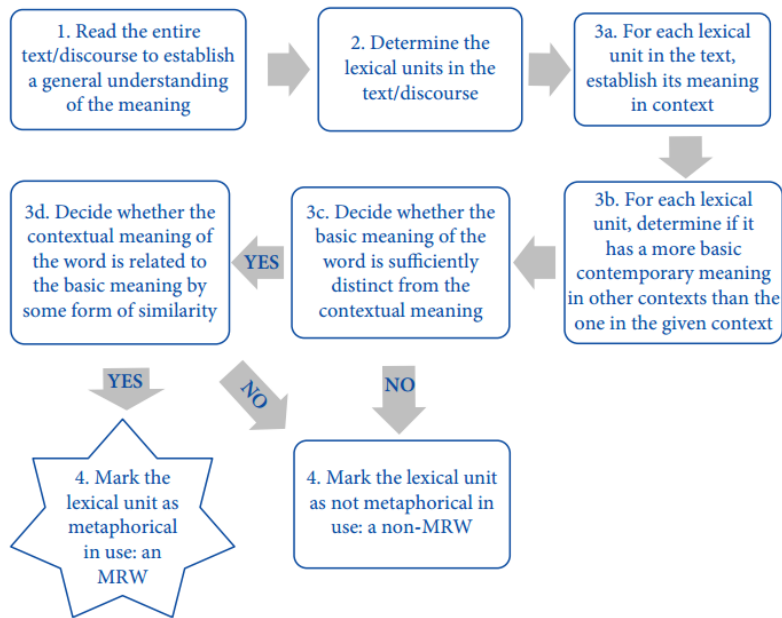 1. Read the entire
text/discourse to establish
a general understanding
of the meaning
2. Determine the
lexical units in the
text/discourse
3a. For each lexical
unit in the text,
establish its meaning
in context
3b. For each lexical
unit, determine if it
has a more basic
contemporary meaning
in other contexts than the
one in the given context
3c. Decide whether the
basic meaning of the
word is sufficiently
distinct from the
contextual meaning
YES
3d. Decide whether the
contextual meaning of
the word is related to
the basic meaning by
some form of similarity
YES
NO
NO
4. Mark the
lexical unit as
metaphorical
in use: an
MRW
4. Mark the lexical unit
as not metaphorical in
use: a non-MRW